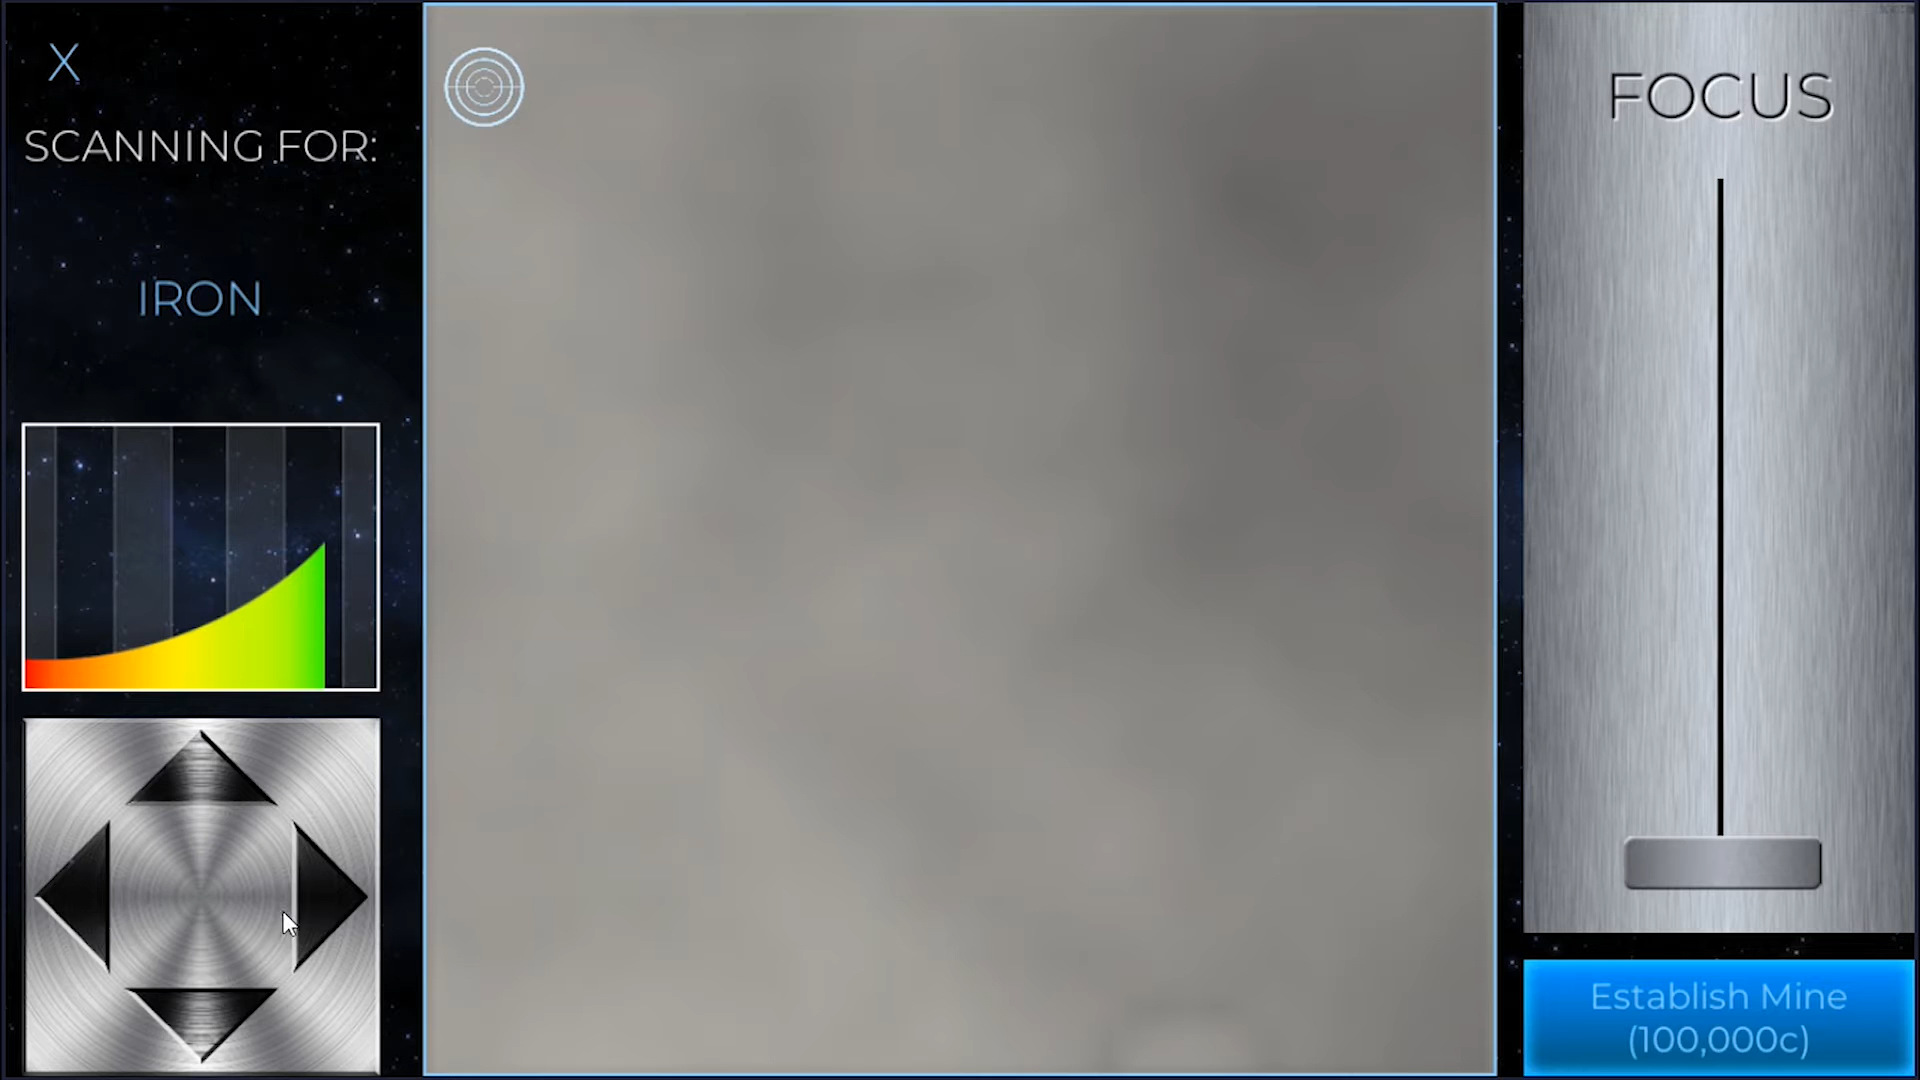 X
SCANNING FOR:
IRON
FOCUS
Establish Mine
(100,000c)